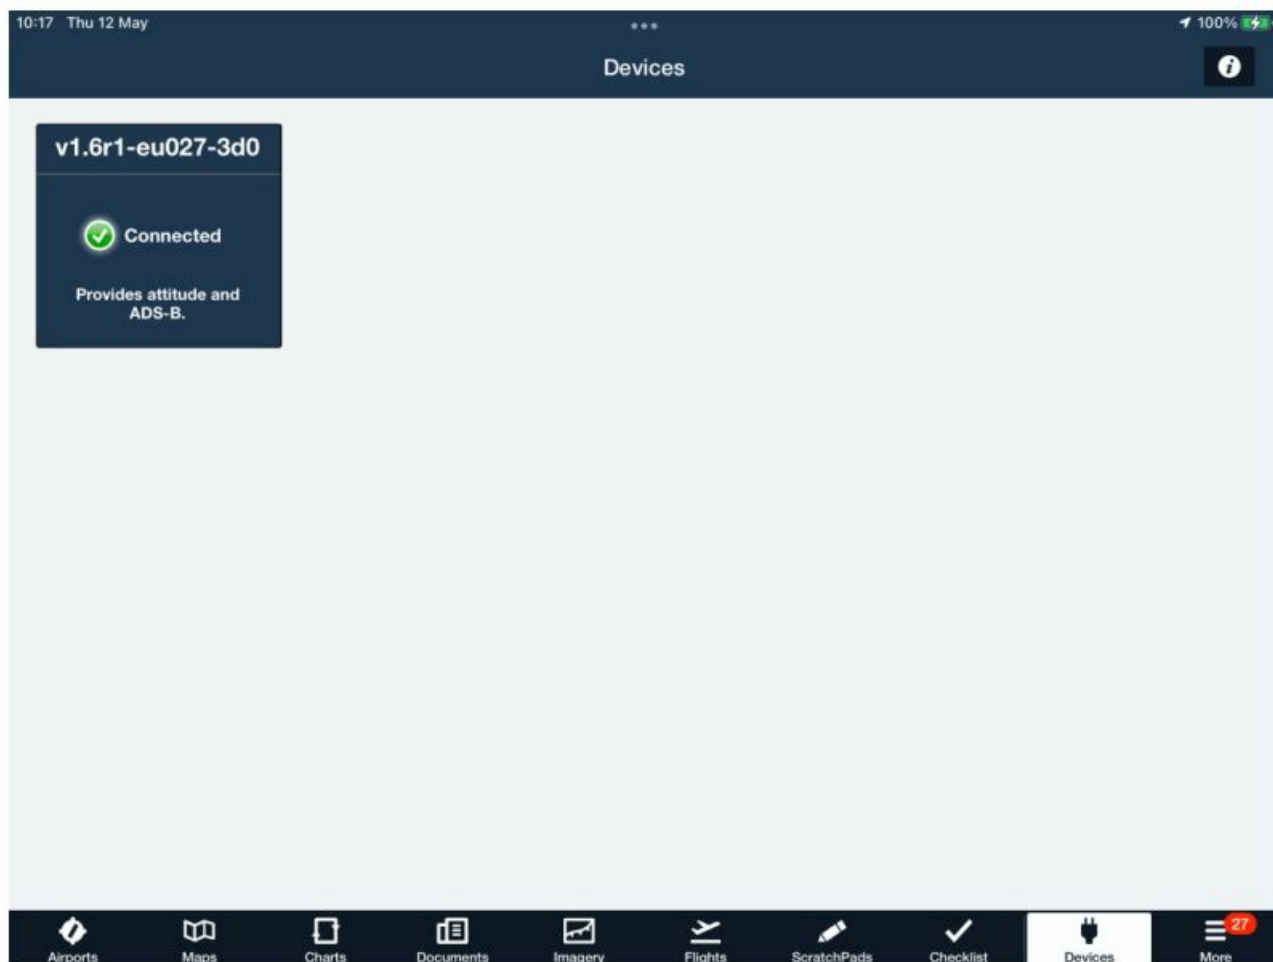 10:17 Thu 12 May
100%
Devices
v1.6r1-eu027-3d0
Connected
Provides attitude and
ADS-B.
Airports
Maps
Charts
Documents
Imagery
Flights
ScratchPads
Checklist
Devices
27
More